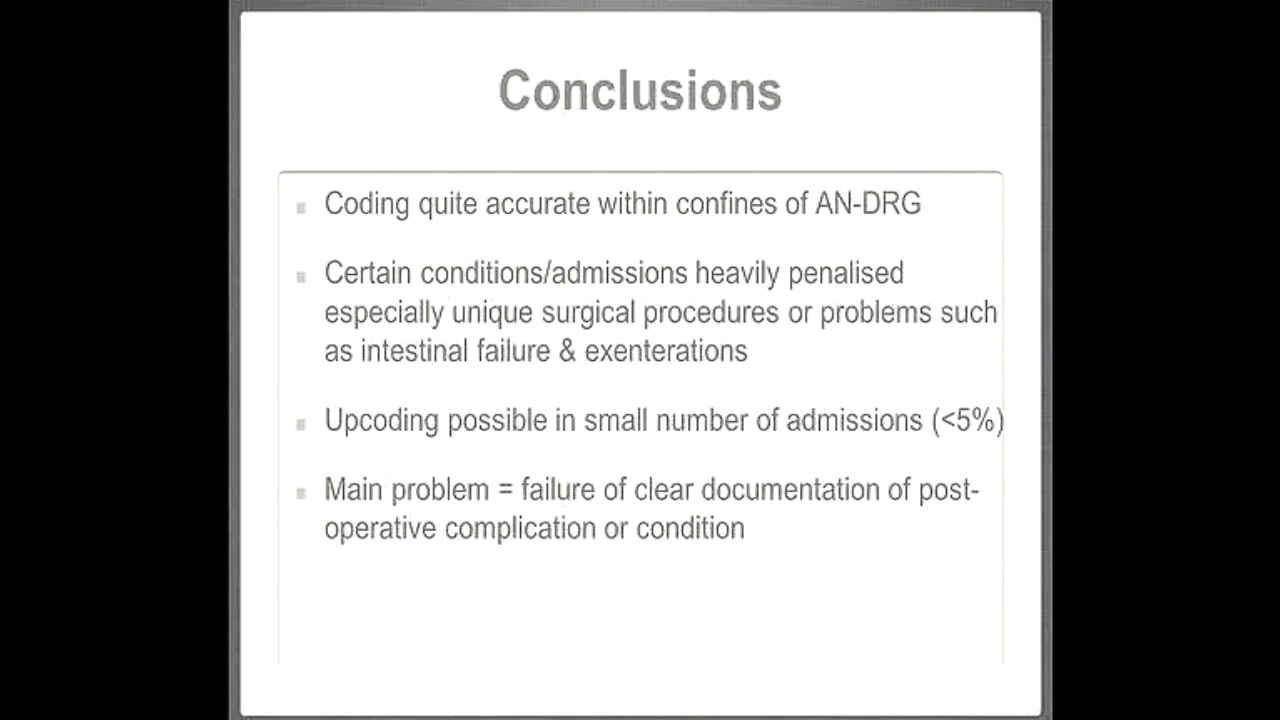 Conclusions
Coding quite accurate within confines of AN-DRG
Certain conditions/admissions heavily penalised
especially unique surgical procedures or problems such
as intestinal failure & exenterations
Upcoding possible in small number of admissions (<5%)
Main problem = failure of clear documentation of post-
operative complication or condition